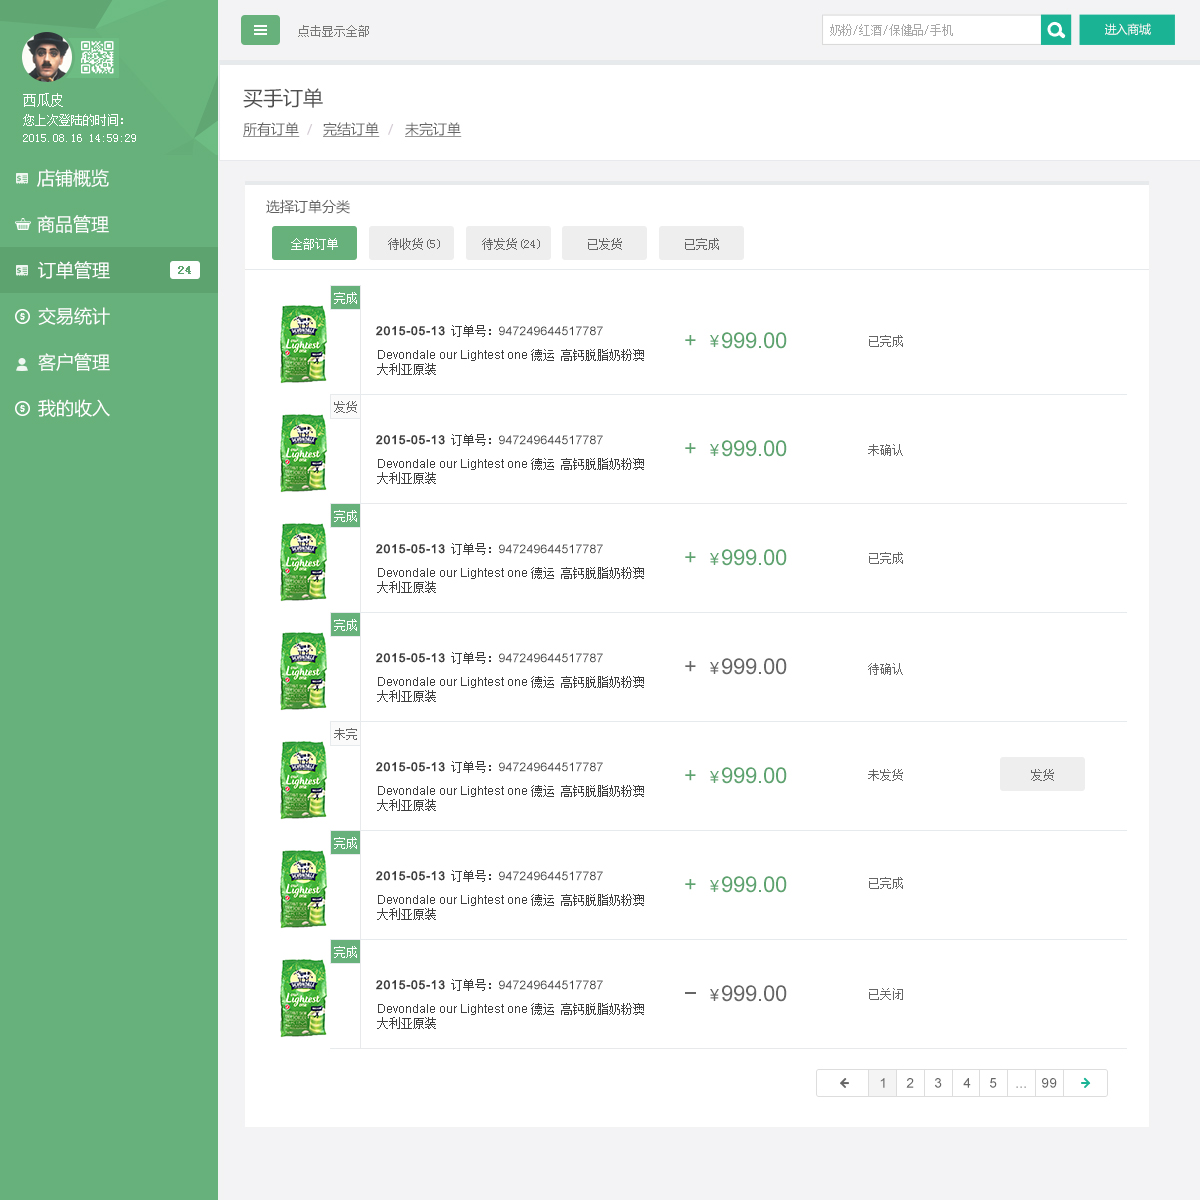 点击显示全部
奶粉/红酒/保健品/手机
进入商城
西瓜皮
您上次登陆的时间:
2015.08.16 14:59:29
店铺概览
商品管理
订单管理 24
交易统计
客户管理
我的收入
买手订单
所有订单 / 完结订单 / 未完订单
选择订单分类
全部订单 待收货(5) 待发货(24) 已发货 已完成
完成
Lightest
2015-05-13 订单号: 947249644517787
Devondale our Lightest one 德运 高钙脱脂奶粉澳
大利亚原装
+ ¥999.00
已完成
发货
Lightest
2015-05-13 订单号: 947249644517787
Devondale our Lightest one 德运 高钙脱脂奶粉澳
大利亚原装
+ ¥999.00
未确认
完成
Lightest
2015-05-13 订单号: 947249644517787
Devondale our Lightest one 德运 高钙脱脂奶粉澳
大利亚原装
+ ¥999.00
已完成
完成
Lightest
2015-05-13 订单号: 947249644517787
Devondale our Lightest one 德运 高钙脱脂奶粉澳
大利亚原装
+ ¥999.00
待确认
未完
Lightest
2015-05-13 订单号: 947249644517787
Devondale our Lightest one 德运 高钙脱脂奶粉澳
大利亚原装
+ ¥999.00
未发货
发货
完成
Lightest
2015-05-13 订单号: 947249644517787
Devondale our Lightest one 德运 高钙脱脂奶粉澳
大利亚原装
+ ¥999.00
已完成
完成
Lightest
2015-05-13 订单号: 947249644517787
Devondale our Lightest one 德运 高钙脱脂奶粉澳
大利亚原装
− ¥999.00
已关闭
← 1 2 3 4 5 ... 99 →